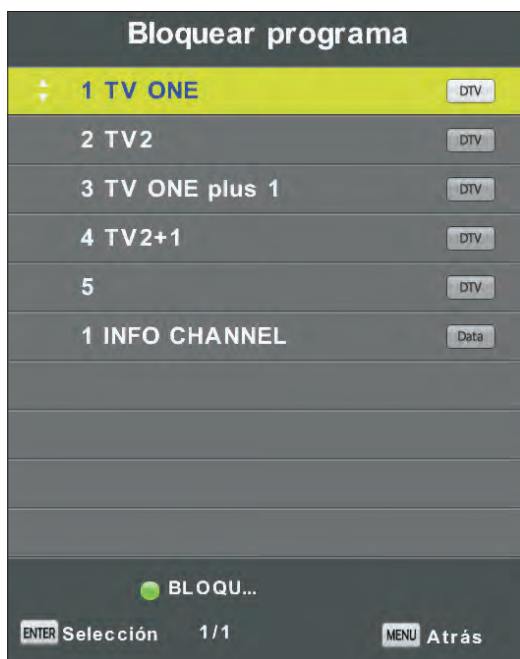 Bloquear programa
1 TV ONE DTV
2 TV2 DTV
3 TV ONE plus 1 DTV
4 TV2+1 DTV
5 DTV
1 INFO CHANNEL Data
BLOQU...
ENTER Selección 1/1 MENU Atrás